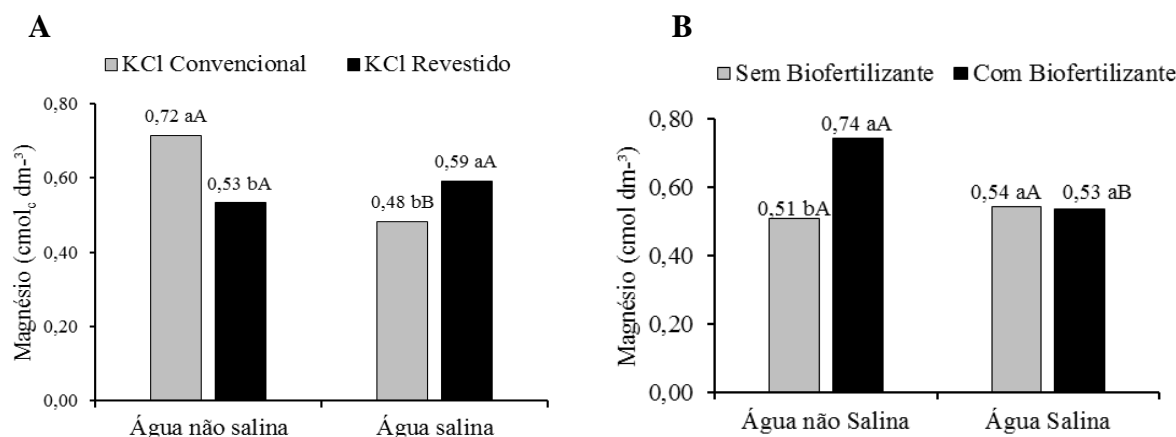 A
KCl Convencional KCl Revestido
Magnésio (cmolc dm-³)
0,80
0,60
0,40
0,20
0,00
0,72 aA
0,53 bA
0,48 bB
0,59 aA
Água não salina
Água salina
B
Sem Biofertilizante Com Biofertilizante
Magnésio (cmol dm-³)
0,80
0,60
0,40
0,20
0,00
0,51 bA
0,74 aA
0,54 aA
0,53 aB
Água não Salina
Água Salina